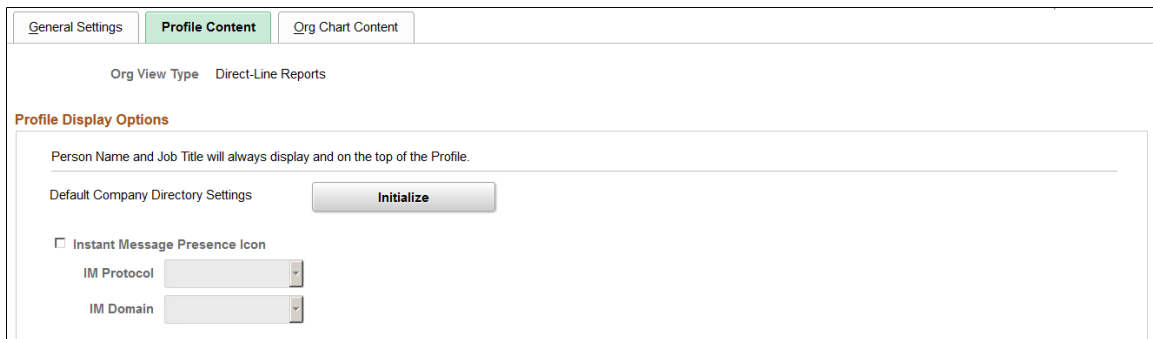 General Settings
Profile Content
Org Chart Content
Org View Type Direct-Line Reports
Profile Display Options
Person Name and Job Title will always display and on the top of the Profile.
Default Company Directory Settings Initialize
Instant Message Presence Icon
IM Protocol
IM Domain